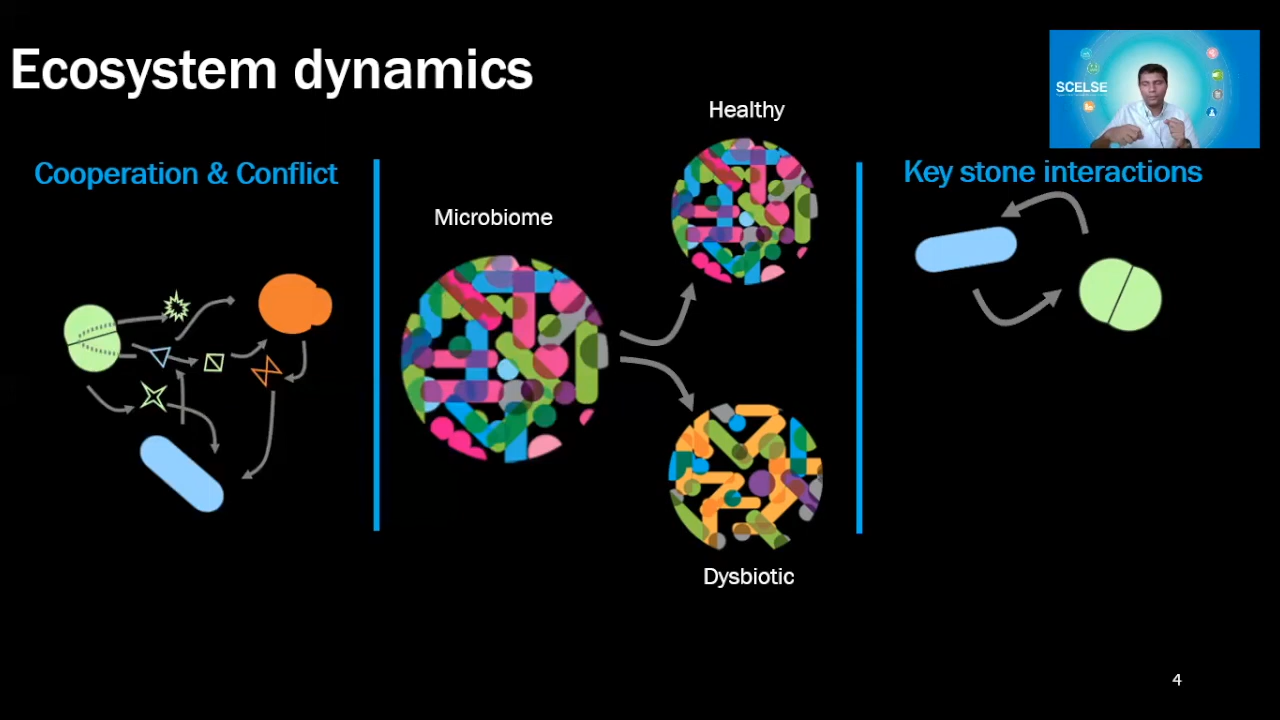 Ecosystem dynamics
SCELSE
Healthy
Cooperation & Conflict
Key stone interactions
Microbiome
Dysbiotic
4